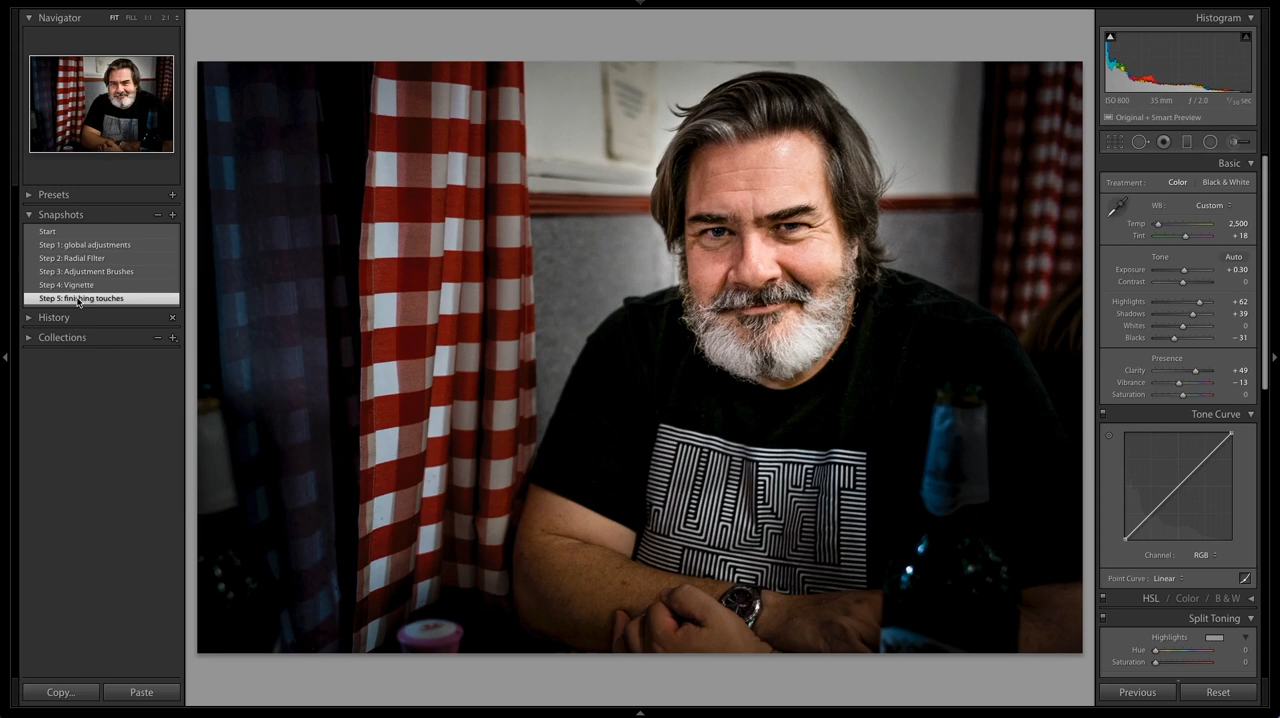 Navigator FIT FILL 1:1 2:1
Presets
Snapshots
Start
Step 1: global adjustments
Step 2: Radial FIlter
Step 3: Adjustment Brushes
Step 4: Vignette
Step 5: finishing touches
History
Collections
Copy... Paste
Histogram
ISO 800 35 mm ƒ / 2.0 1/30 sec
Original + Smart Preview
Basic
Treatment : Color Black & White
WB : Custom
Temp 2,500
Tint + 18
Tone Auto
Exposure + 0.30
Contrast 0
Highlights + 62
Shadows + 39
Whites 0
Blacks – 31
Presence
Clarity + 49
Vibrance – 13
Saturation 0
Tone Curve
Channel : RGB
Point Curve : Linear
HSL / Color / B & W
Split Toning
Highlights
Hue 0
Saturation 0
Previous Reset